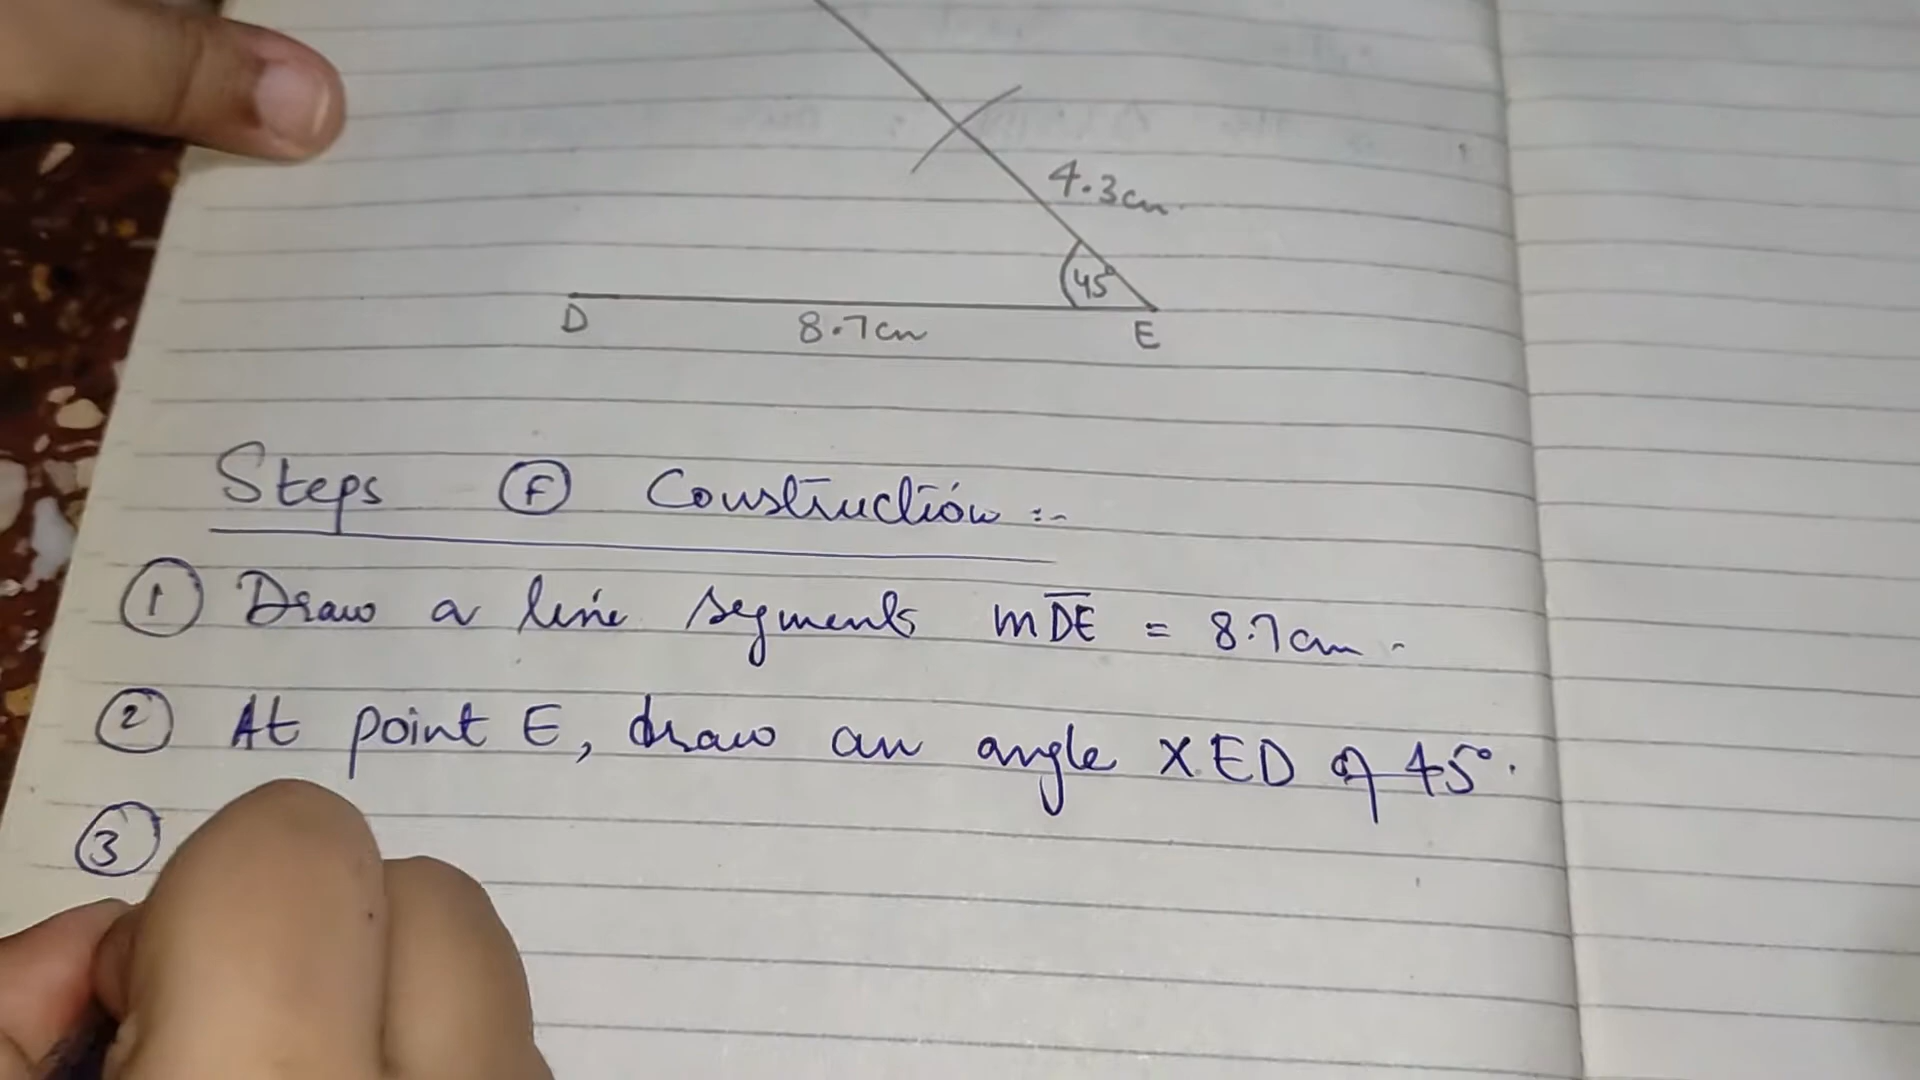 4.3cm
45°
D 8.7cm E
Steps OF Construction :-
① Draw a line segments mD̅E̅ = 8.7cm.
② At point E, draw an angle XED of 45°.
③